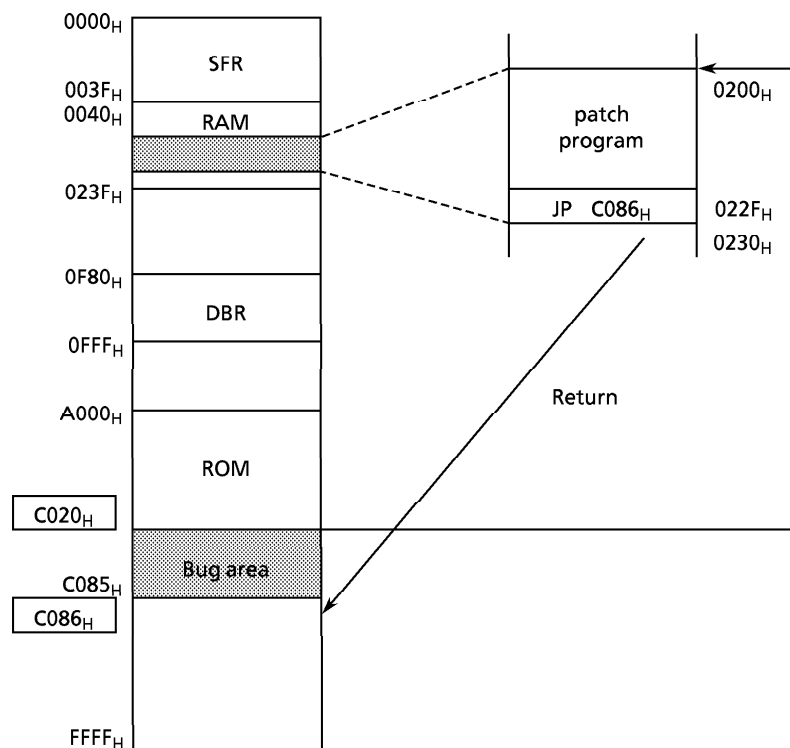 0000H
SFR
003FH
0040H
RAM
023FH
0F80H
DBR
0FFFH
A000H
ROM
C020H
Bug area
C085H
C086H
FFFFH
0200H
patch
program
JP C086H
022FH
0230H
Return